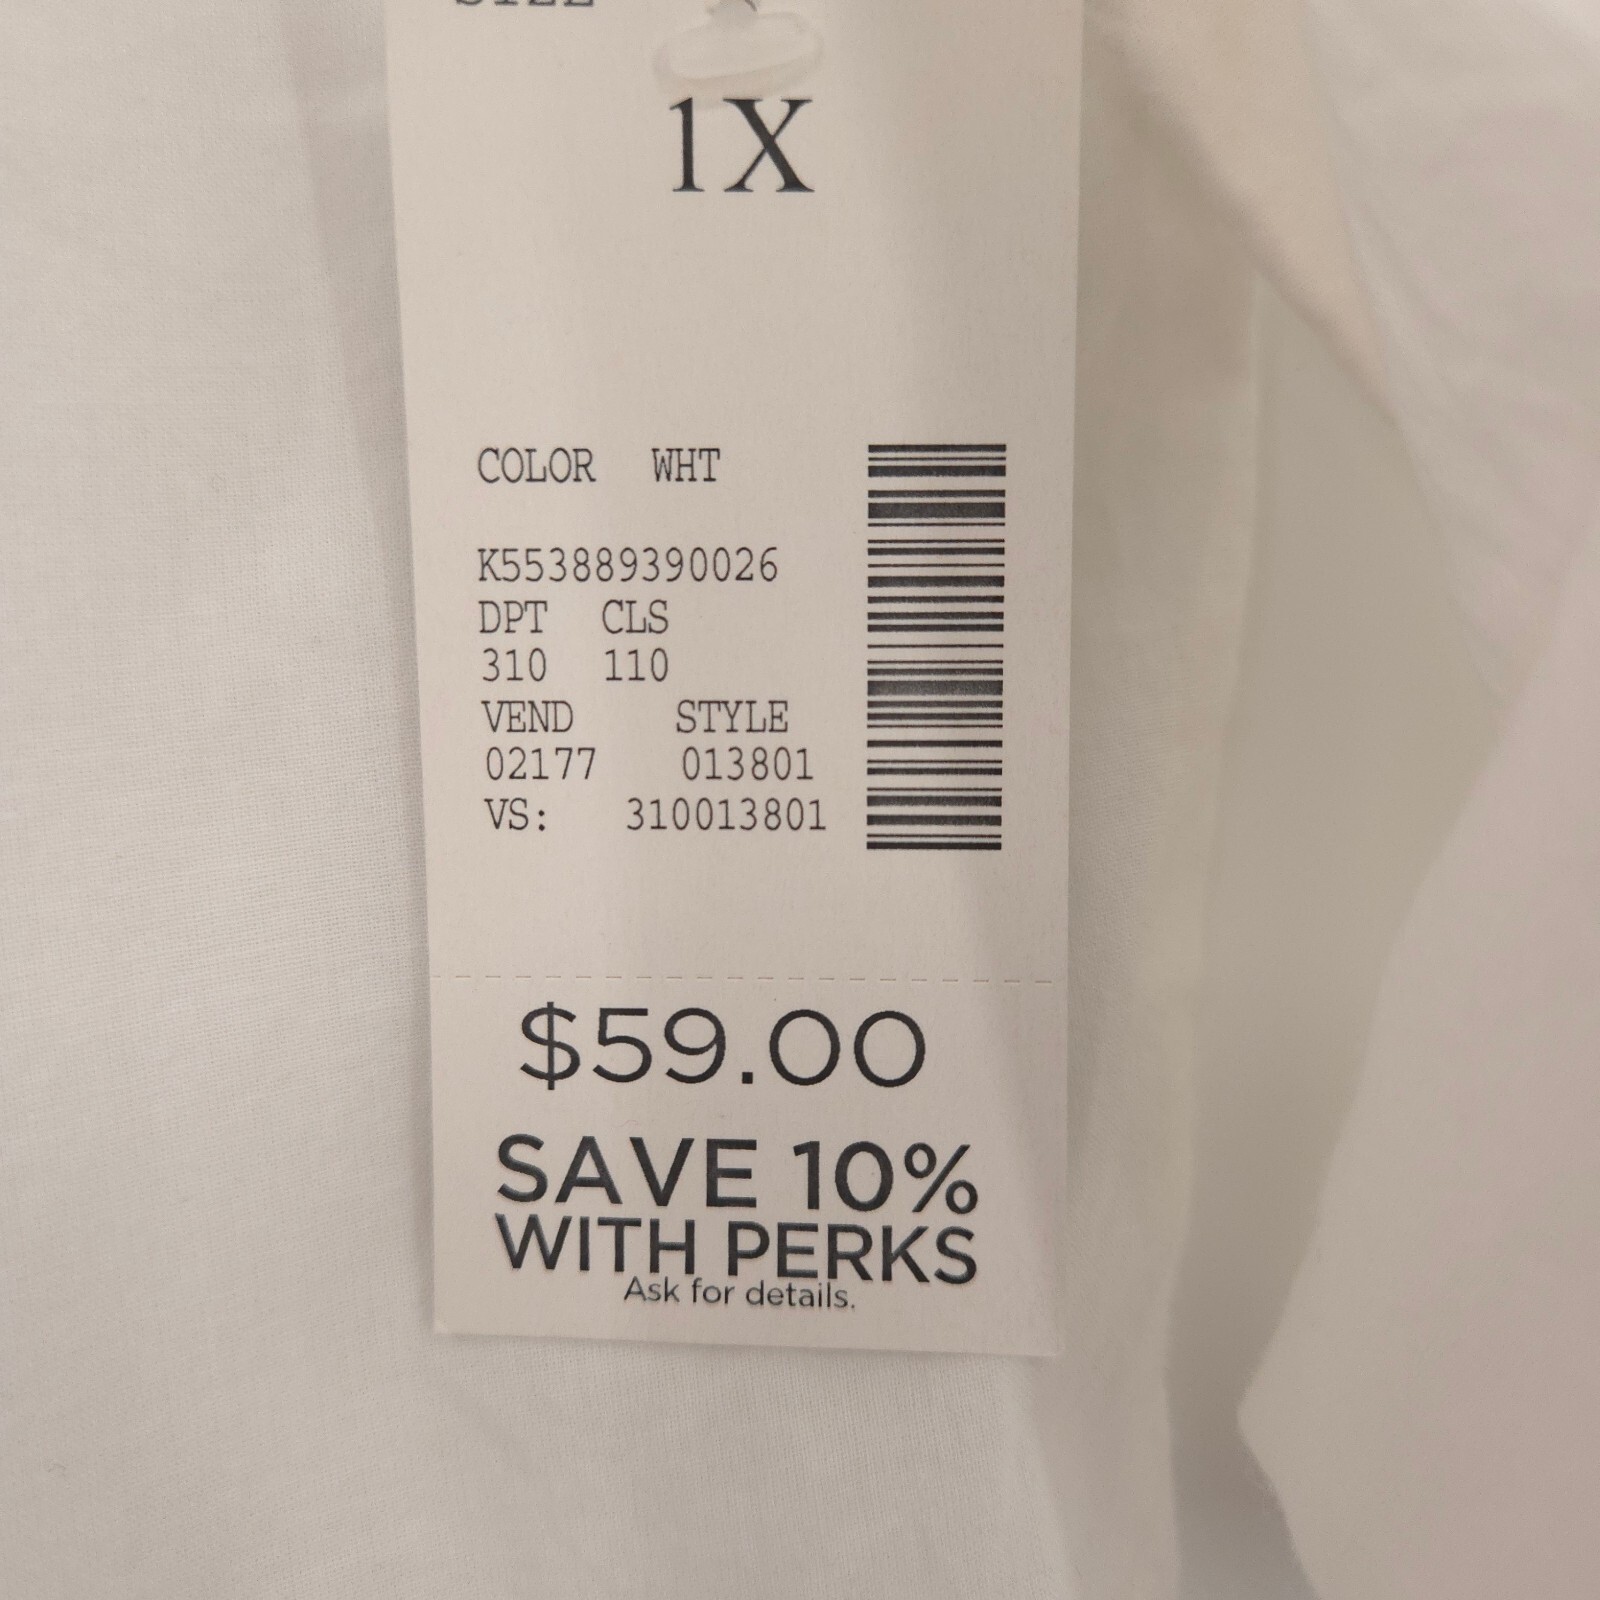 SIZE
1X
COLOR WHT
K553889390026
DPT CLS
310 110
VEND STYLE
02177 013801
VS: 310013801
$59.00
SAVE 10%
WITH PERKS
Ask for details.